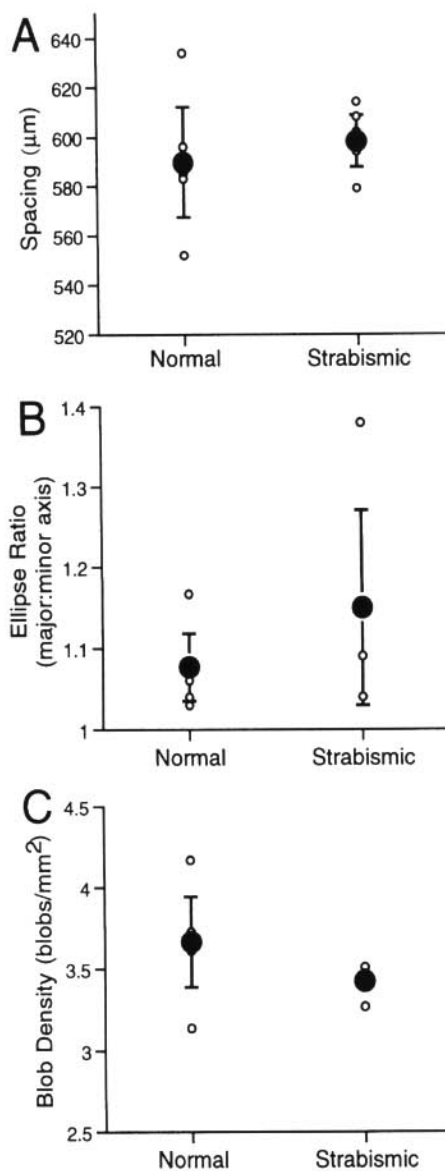 A
640
620
600
580
560
540
520
Spacing (µm)
Normal Strabismic
B
1.4
1.3
1.2
1.1
1
Ellipse Ratio
(major:minor axis)
Normal Strabismic
C
4.5
4
3.5
3
2.5
Blob Density (blobs/mm²)
Normal Strabismic